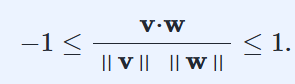 −1 ≤ v·w / || v || || w || ≤ 1.